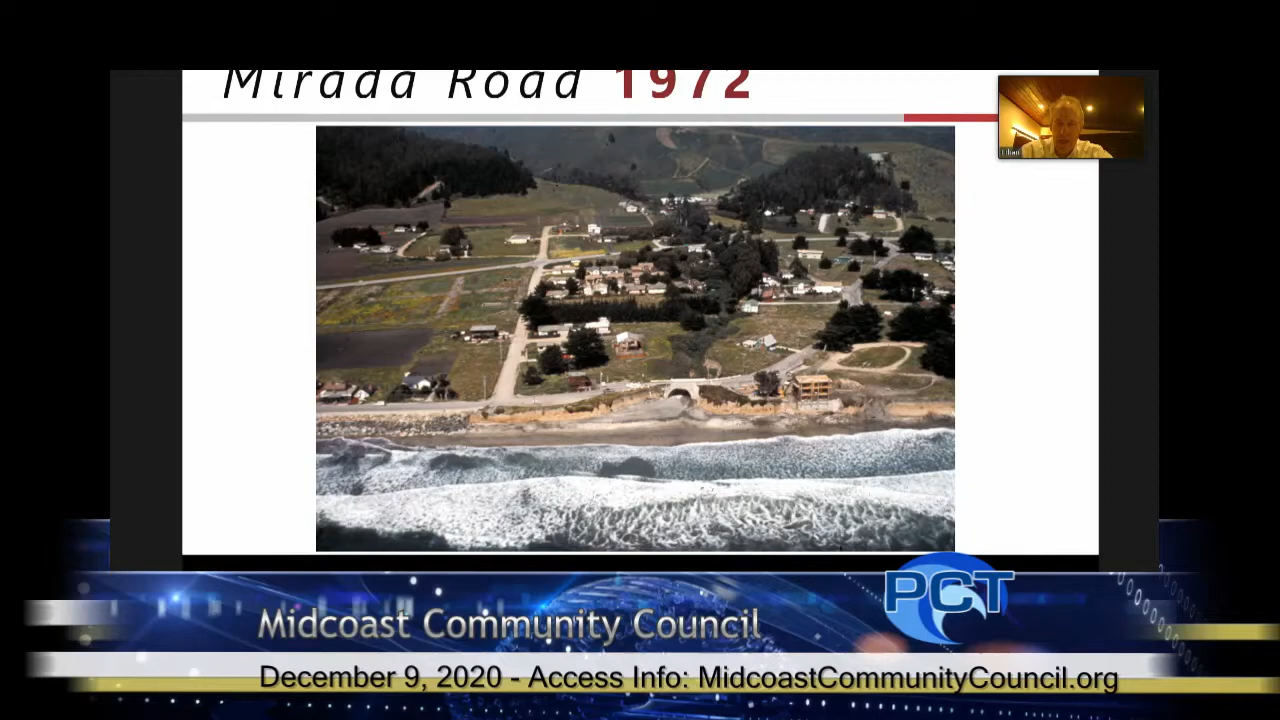 Mirada Road 1972
PCT
Midcoast Community Council
December 9, 2020 - Access Info: MidcoastCommunityCouncil.org